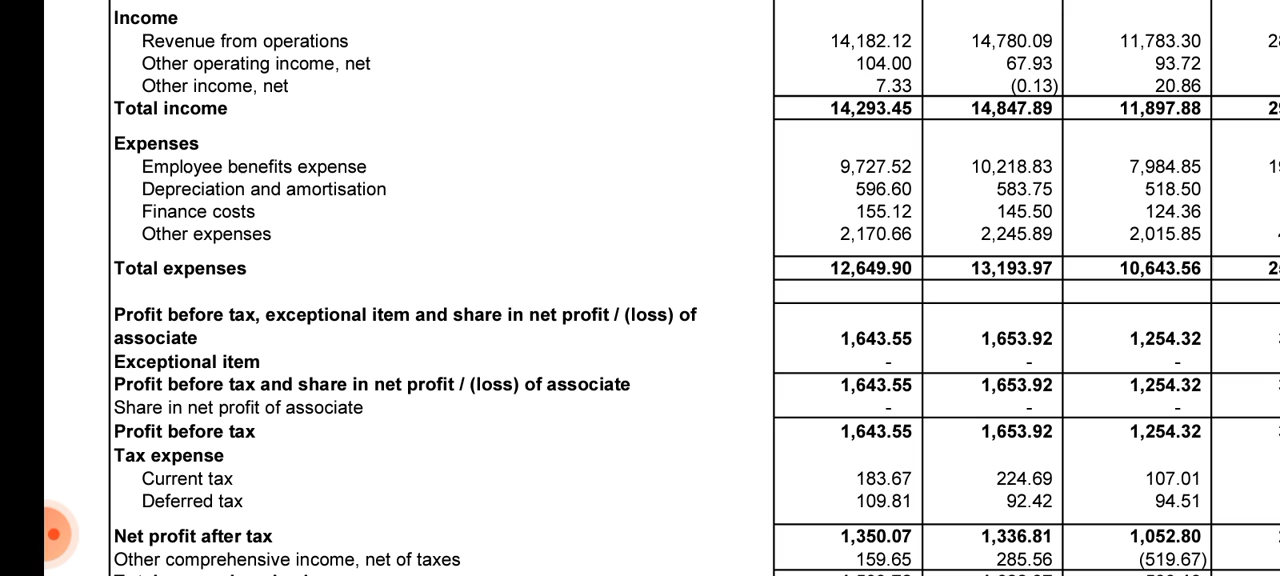 Income
Revenue from operations 14,182.12 14,780.09 11,783.30
Other operating income, net 104.00 67.93 93.72
Other income, net 7.33 (0.13) 20.86
Total income 14,293.45 14,847.89 11,897.88
Expenses
Employee benefits expense 9,727.52 10,218.83 7,984.85
Depreciation and amortisation 596.60 583.75 518.50
Finance costs 155.12 145.50 124.36
Other expenses 2,170.66 2,245.89 2,015.85
Total expenses 12,649.90 13,193.97 10,643.56
Profit before tax, exceptional item and share in net profit / (loss) of
associate 1,643.55 1,653.92 1,254.32
Exceptional item - - -
Profit before tax and share in net profit / (loss) of associate 1,643.55 1,653.92 1,254.32
Share in net profit of associate - - -
Profit before tax 1,643.55 1,653.92 1,254.32
Tax expense
Current tax 183.67 224.69 107.01
Deferred tax 109.81 92.42 94.51
Net profit after tax 1,350.07 1,336.81 1,052.80
Other comprehensive income, net of taxes 159.65 285.56 (519.67)